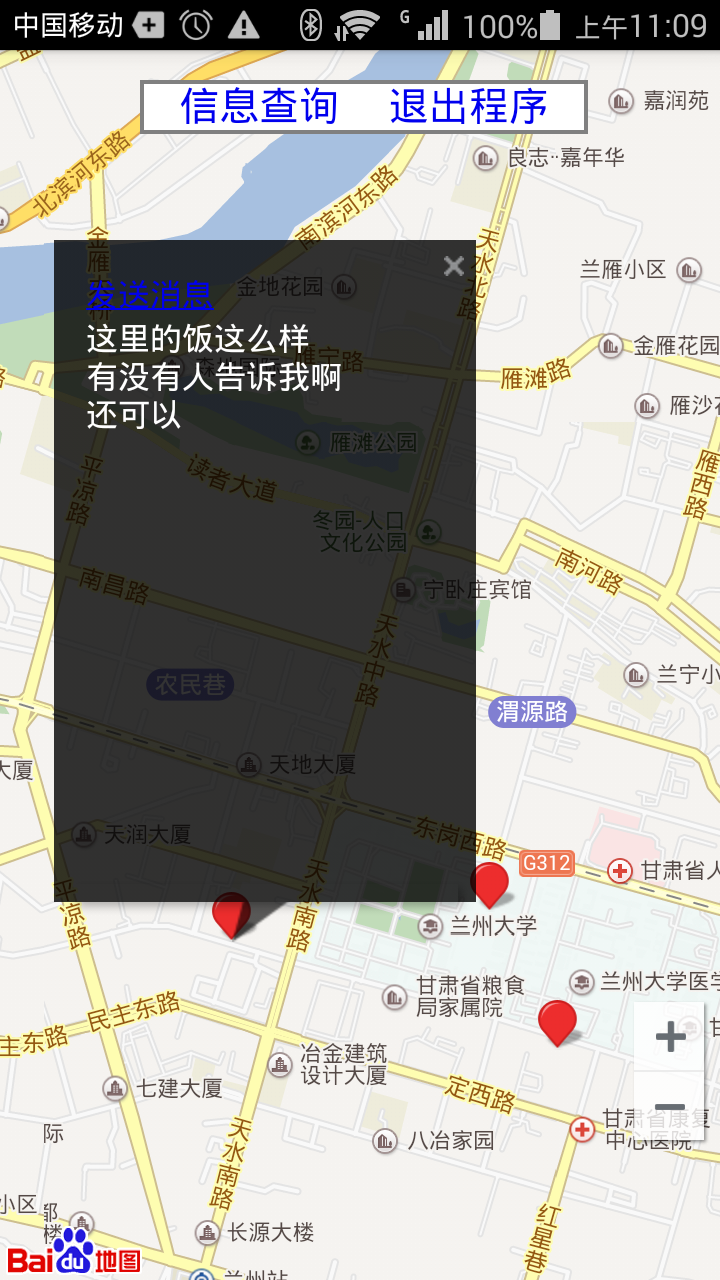 中国移动 G 100% 上午11:09
信息查询 退出程序
嘉润苑
良志··嘉年华
北滨河东路
南滨河东路
天水北路
兰雁小区
金地花园
发送消息
这里的饭这么样
有没有人告诉我啊
还可以
雁宁路
雁滩路
金雁花园
雁沙
雁滩公园
读者大道
平凉路
雁西路
冬园-人口
文化公园
南河路
南昌路
宁卧庄宾馆
天水中路
农民巷
兰宁小
渭源路
天地大厦
大厦
天润大厦
东岗西路
G312
甘肃省人
平凉路
天水南路
兰州大学
甘肃省粮食
局家属院
兰州大学医学
民主东路
主东路
冶金建筑
设计大厦
七建大厦
定西路
甘肃省康复
中心医院
际
八冶家园
天水南路
小区
长源大楼
红星巷
Bai du 地图
兰州站